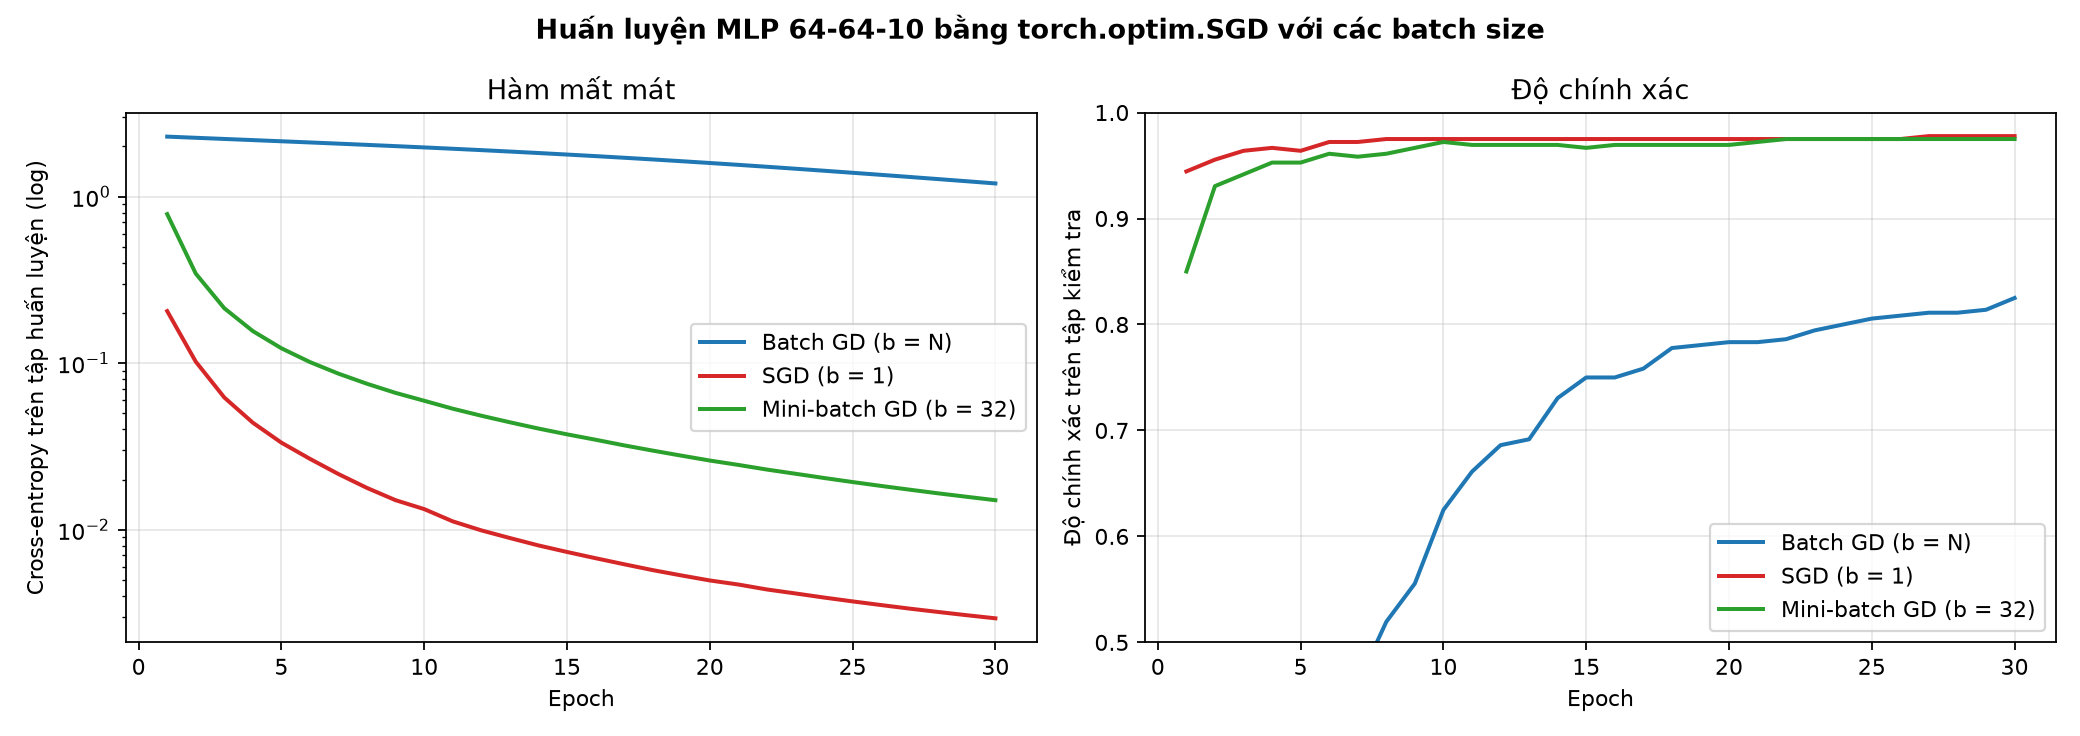 Huấn luyện MLP 64-64-10 bằng torch.optim.SGD với các batch size
Hàm mất mát
Cross-entropy trên tập huấn luyện (log)
10⁰
10⁻¹
10⁻²
0 5 10 15 20 25 30
Epoch
Batch GD (b = N)
SGD (b = 1)
Mini-batch GD (b = 32)
Độ chính xác
Độ chính xác trên tập kiểm tra
1.0
0.9
0.8
0.7
0.6
0.5
0 5 10 15 20 25 30
Epoch
Batch GD (b = N)
SGD (b = 1)
Mini-batch GD (b = 32)